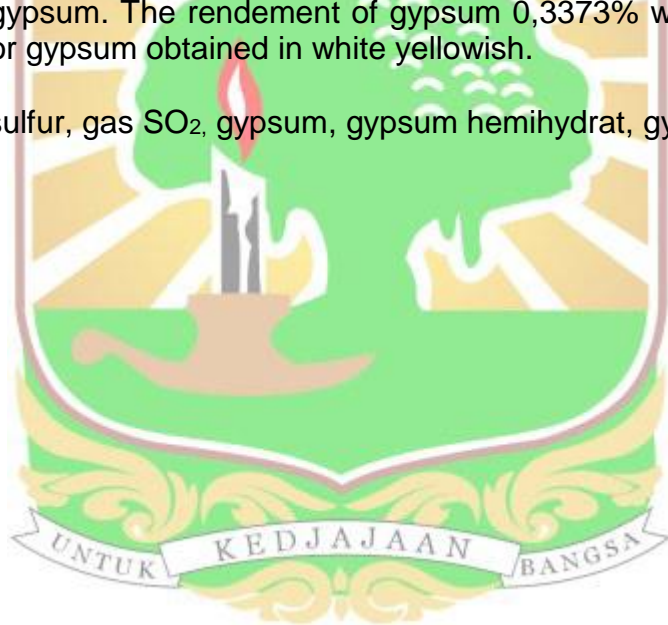 gypsum. The rendement of gypsum 0,3373% w
or gypsum obtained in white yellowish.
sulfur, gas SO2, gypsum, gypsum hemihydrat, gy
UNTUK KEDJAJAAN BANGSA